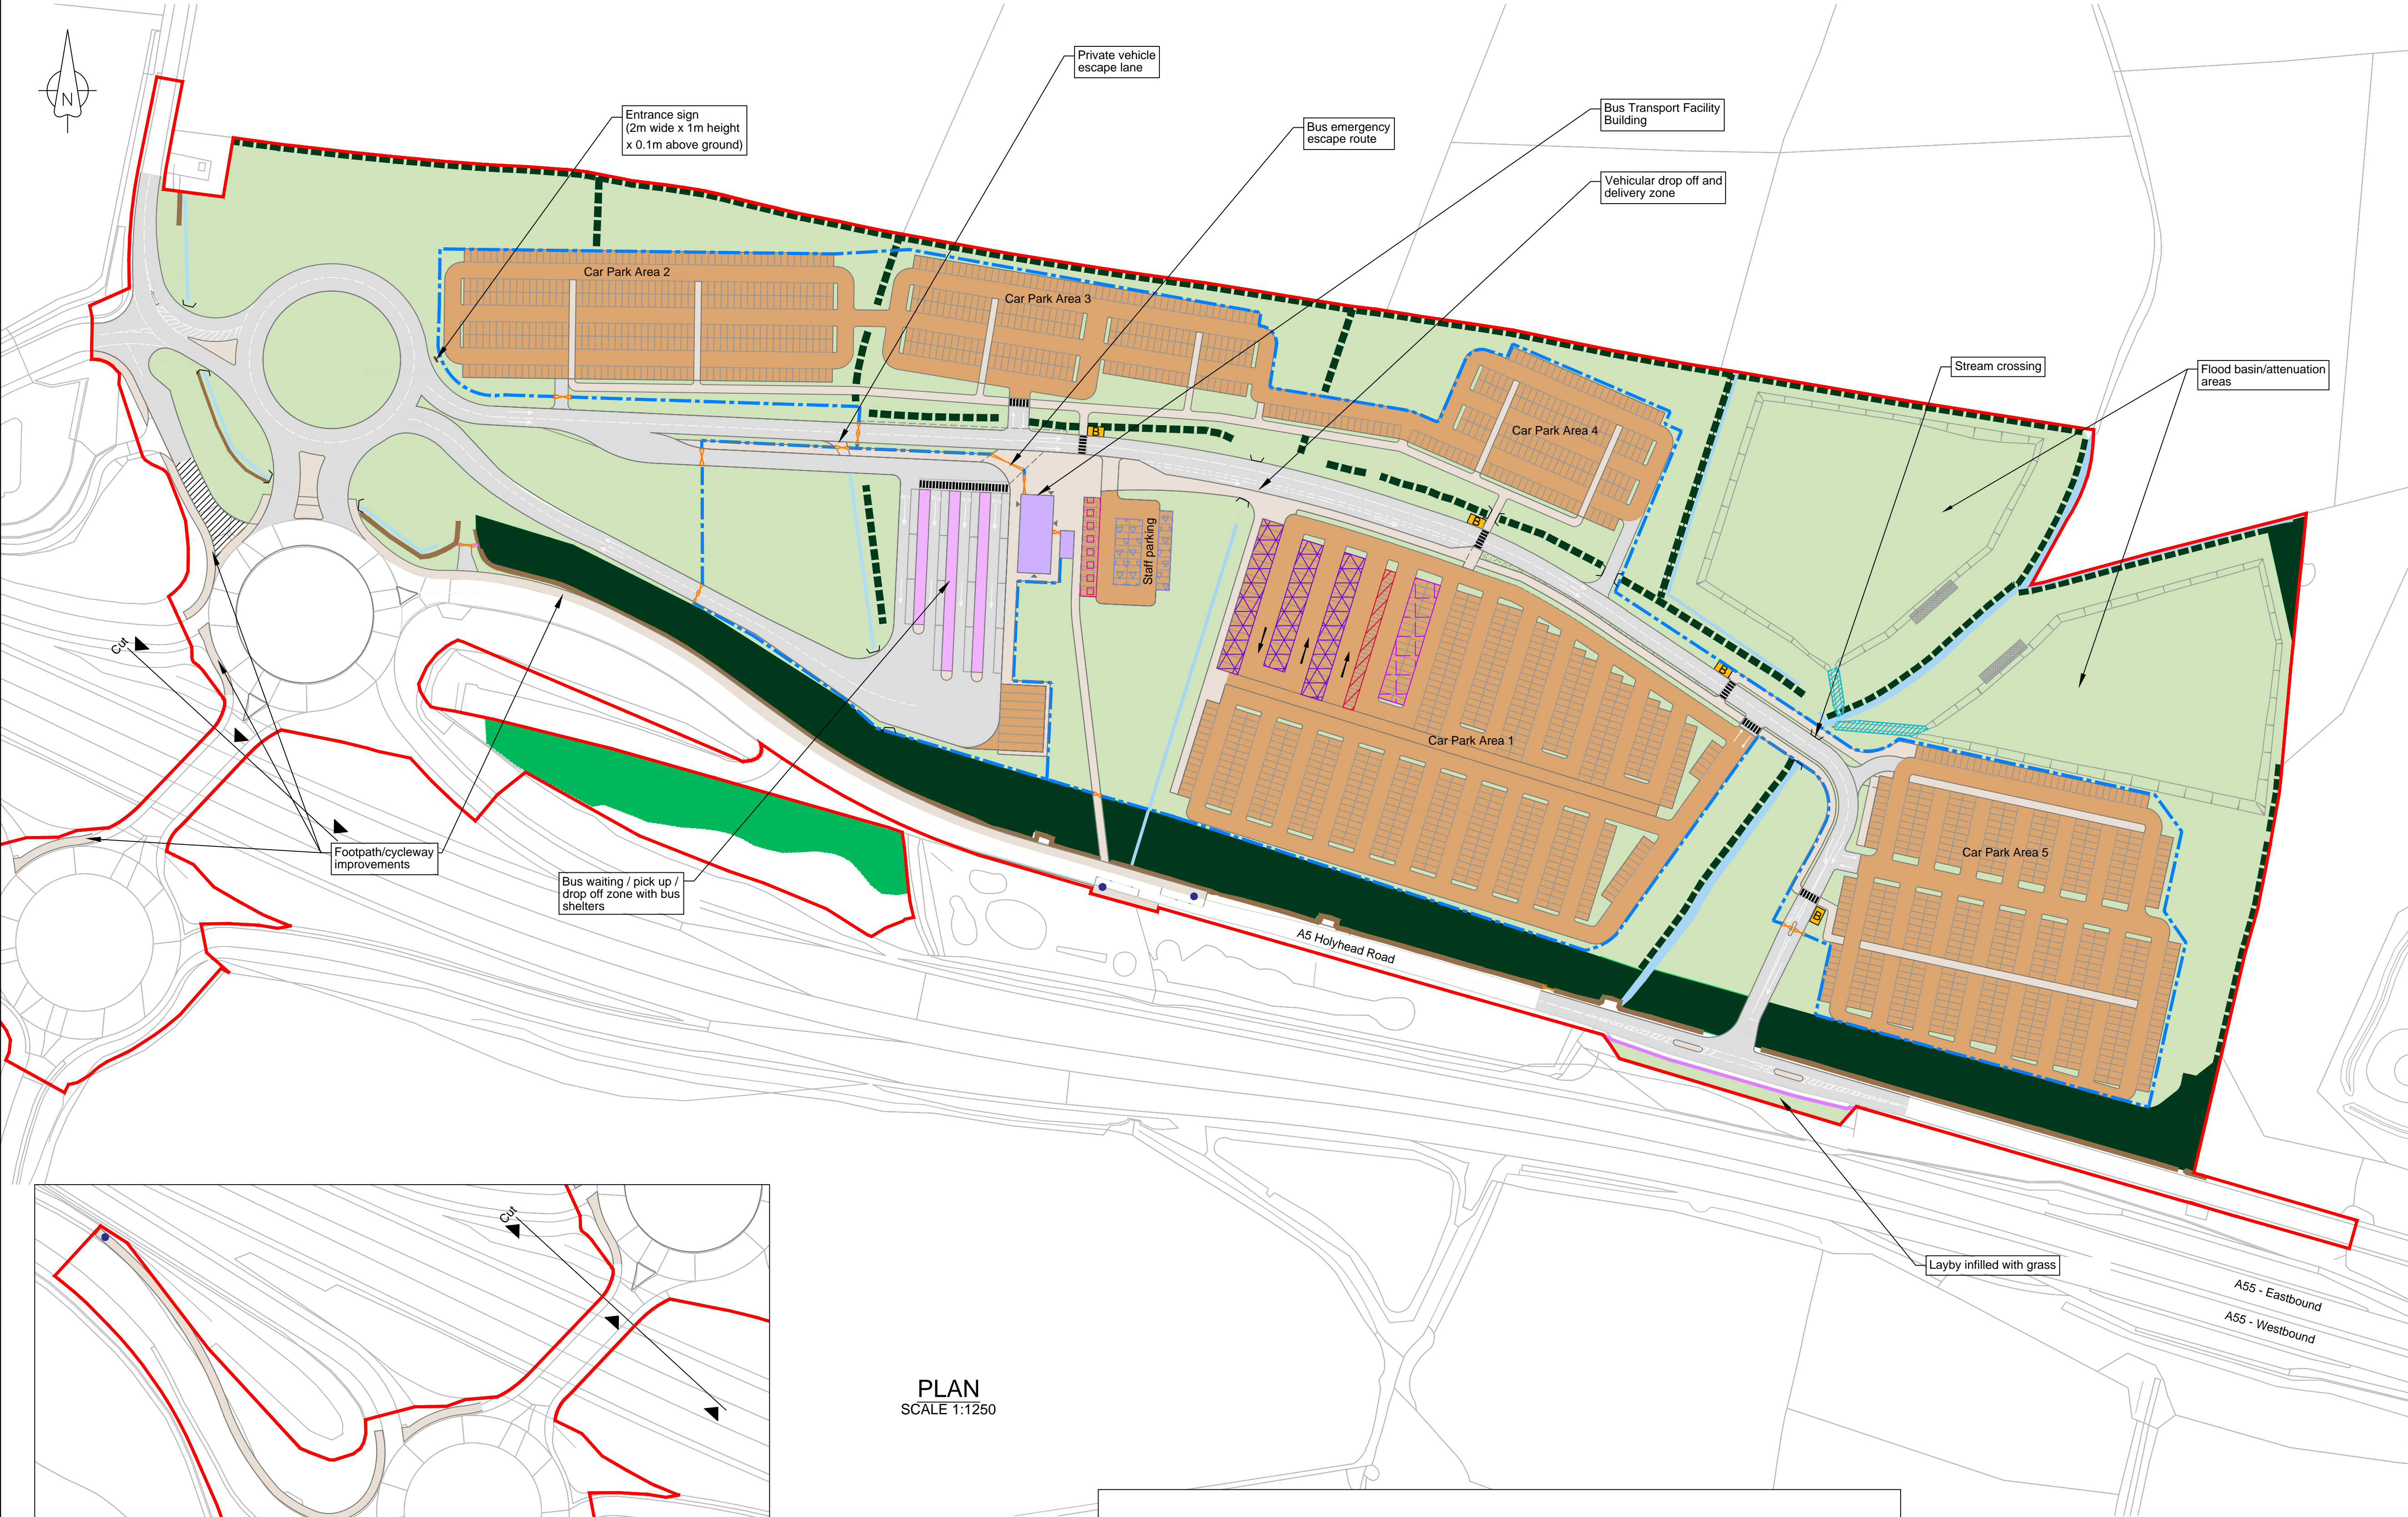 N
Private vehicle
escape lane
Entrance sign
(2m wide x 1m height
x 0.1m above ground)
Bus emergency
escape route
Bus Transport Facility
Building
Vehicular drop off and
delivery zone
Car Park Area 2
Car Park Area 3
Stream crossing
Flood basin/attenuation
areas
B
Car Park Area 4
B
Staff parking
Cut
B
Car Park Area 1
Footpath/cycleway
improvements
Bus waiting / pick up /
drop off zone with bus
shelters
Car Park Area 5
B
A5 Holyhead Road
Cut
Layby infilled with grass
A55 - Eastbound
A55 - Westbound
PLAN
SCALE 1:1250